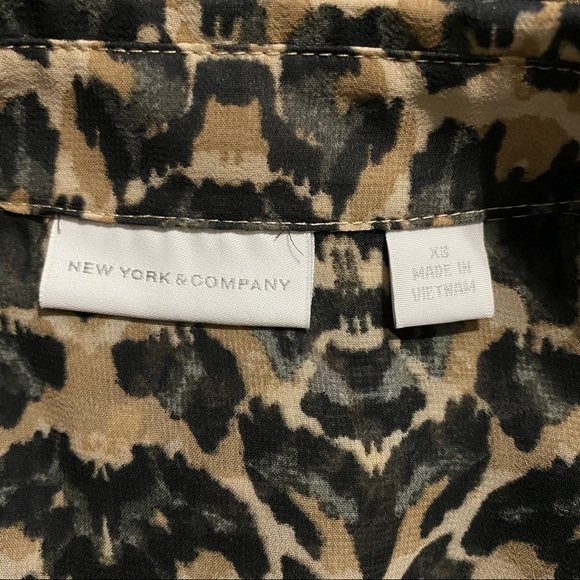 NEW YORK & COMPANY
XS
MADE IN
VIETNAM